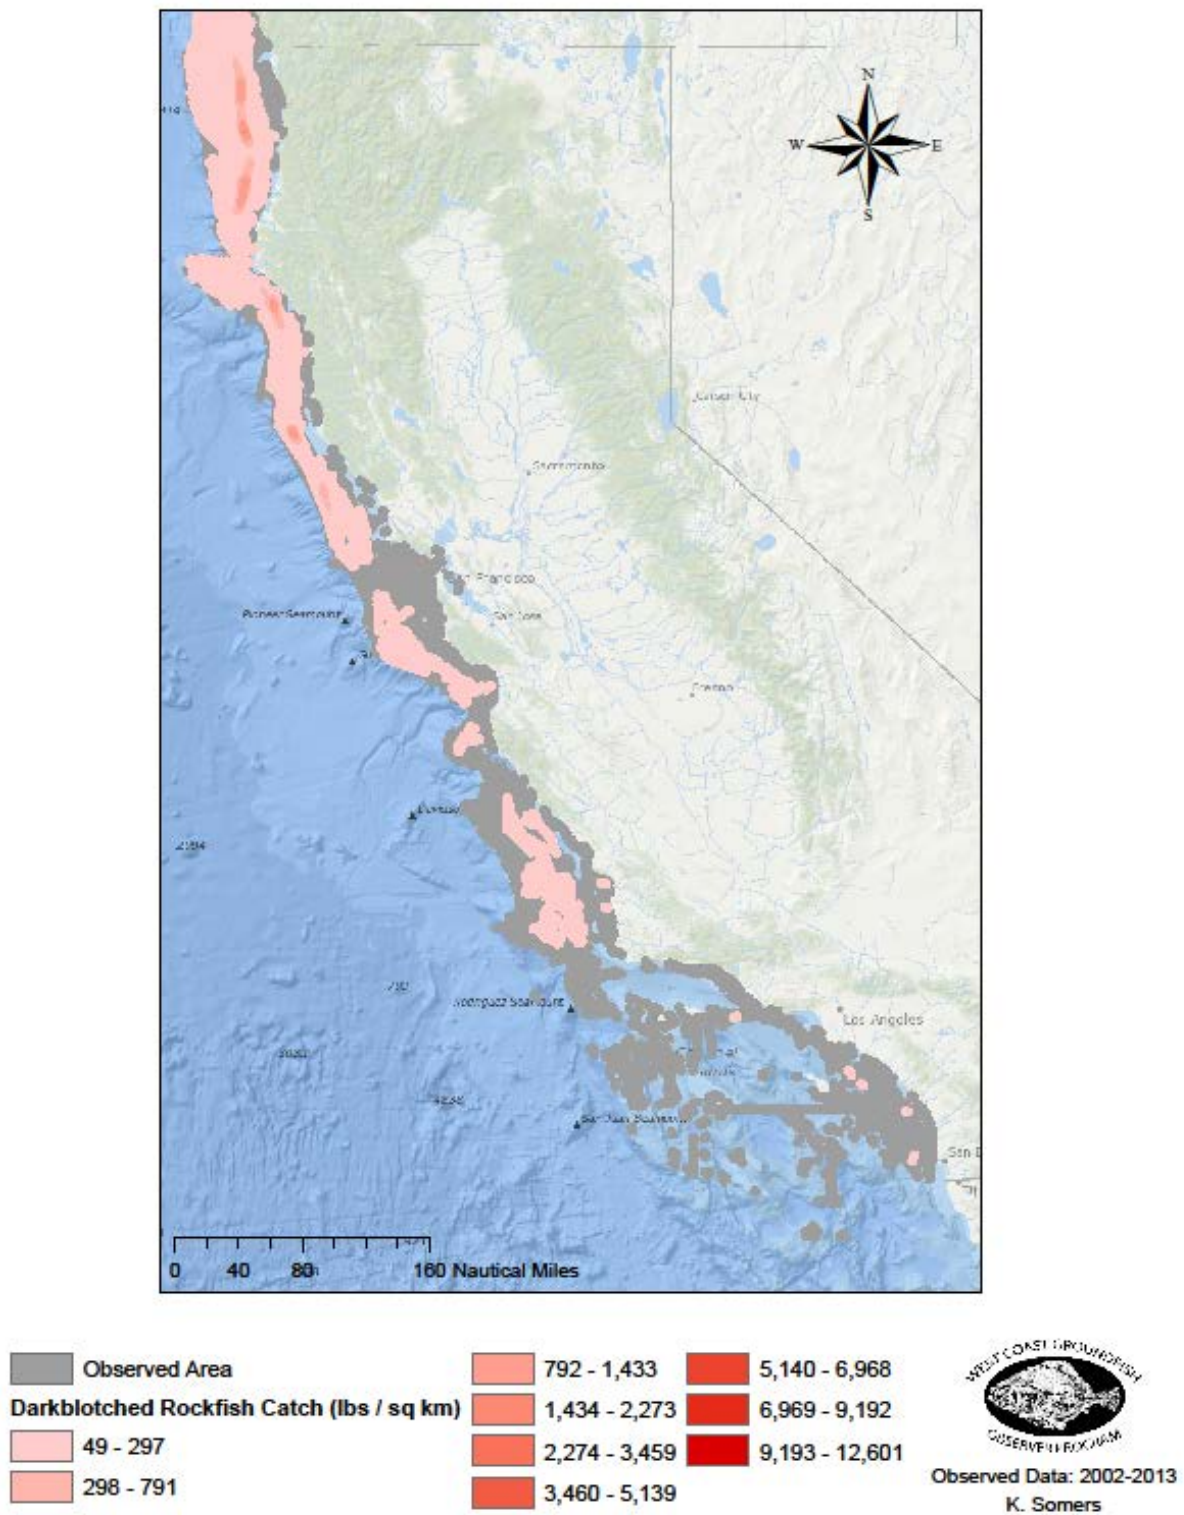 N
W
E
S
Carson City
Sacramento
San Francisco
San Jose
Pioneer Seamount
Fresno
Rodriguez Seamount
Los Angeles
San Juan Seamou...
0 40 80 160 Nautical Miles
Observed Area
Darkblotched Rockfish Catch (lbs / sq km)
49 - 297
298 - 791
792 - 1,433
1,434 - 2,273
2,274 - 3,459
3,460 - 5,139
5,140 - 6,968
6,969 - 9,192
9,193 - 12,601
WEST COAST GROUNDFISH
OBSERVER PROGRAM
Observed Data: 2002-2013
K. Somers